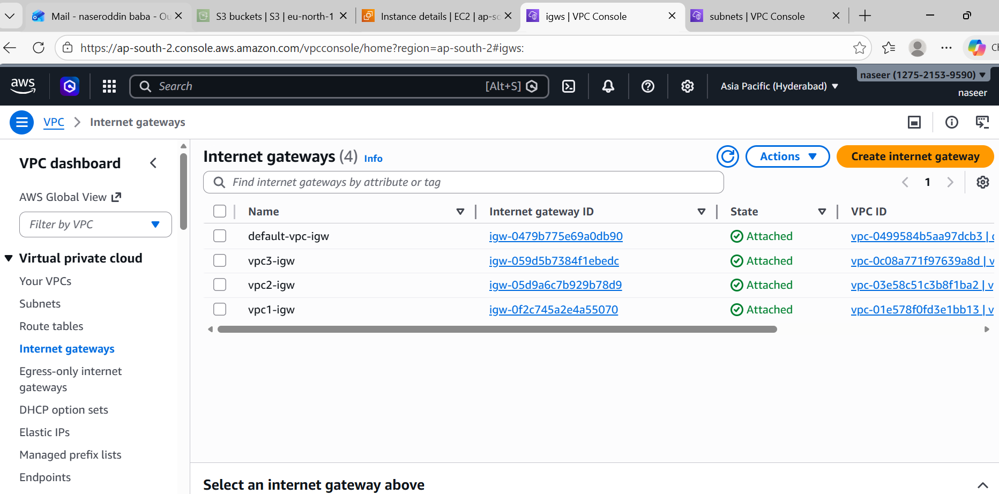 Mail - naseroddin baba - Ou
S3 buckets | S3 | eu-north-1
Instance details | EC2 | ap-so
igws | VPC Console
subnets | VPC Console
https://ap-south-2.console.aws.amazon.com/vpcconsole/home?region=ap-south-2#igws:
aws
Search
[Alt+S]
Asia Pacific (Hyderabad)
naseer (1275-2153-9590)
naseer
VPC
Internet gateways
VPC dashboard
AWS Global View
Filter by VPC
Virtual private cloud
Your VPCs
Subnets
Route tables
Internet gateways
Egress-only internet
gateways
DHCP option sets
Elastic IPs
Managed prefix lists
Endpoints
Internet gateways (4) Info
Actions
Create internet gateway
Find internet gateways by attribute or tag
1
Name Internet gateway ID State VPC ID
default-vpc-igw igw-0479b775e69a0db90 Attached vpc-0499584b5aa97dcb3 |
vpc3-igw igw-059d5b7384f1ebedc Attached vpc-0c08a771f97639a8d | v
vpc2-igw igw-05d9a6c7b929b78d9 Attached vpc-03e58c51c3b8f1ba2 | v
vpc1-igw igw-0f2c745a2e4a55070 Attached vpc-01e578f0fd3e1bb13 | v
Select an internet gateway above